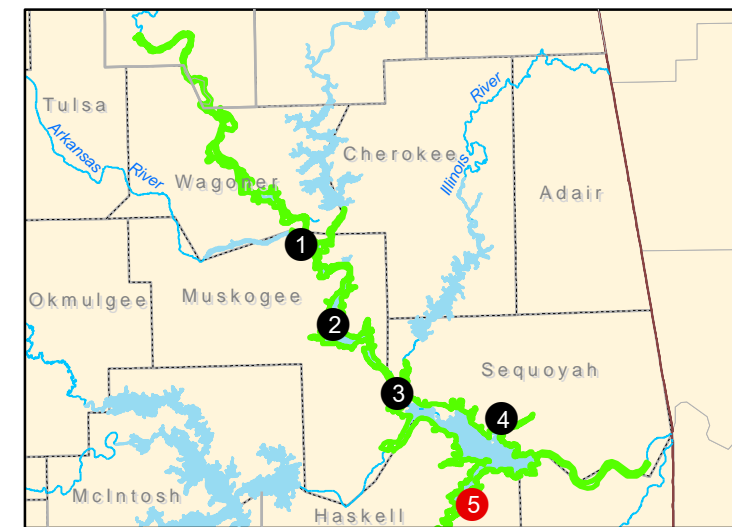 River
Tulsa
Arkansas
River
Cherokee
Illinois
Wagoner
Adair
1
Okmulgee
Muskogee
2
Sequoyah
3
4
McIntosh
5
Haskell